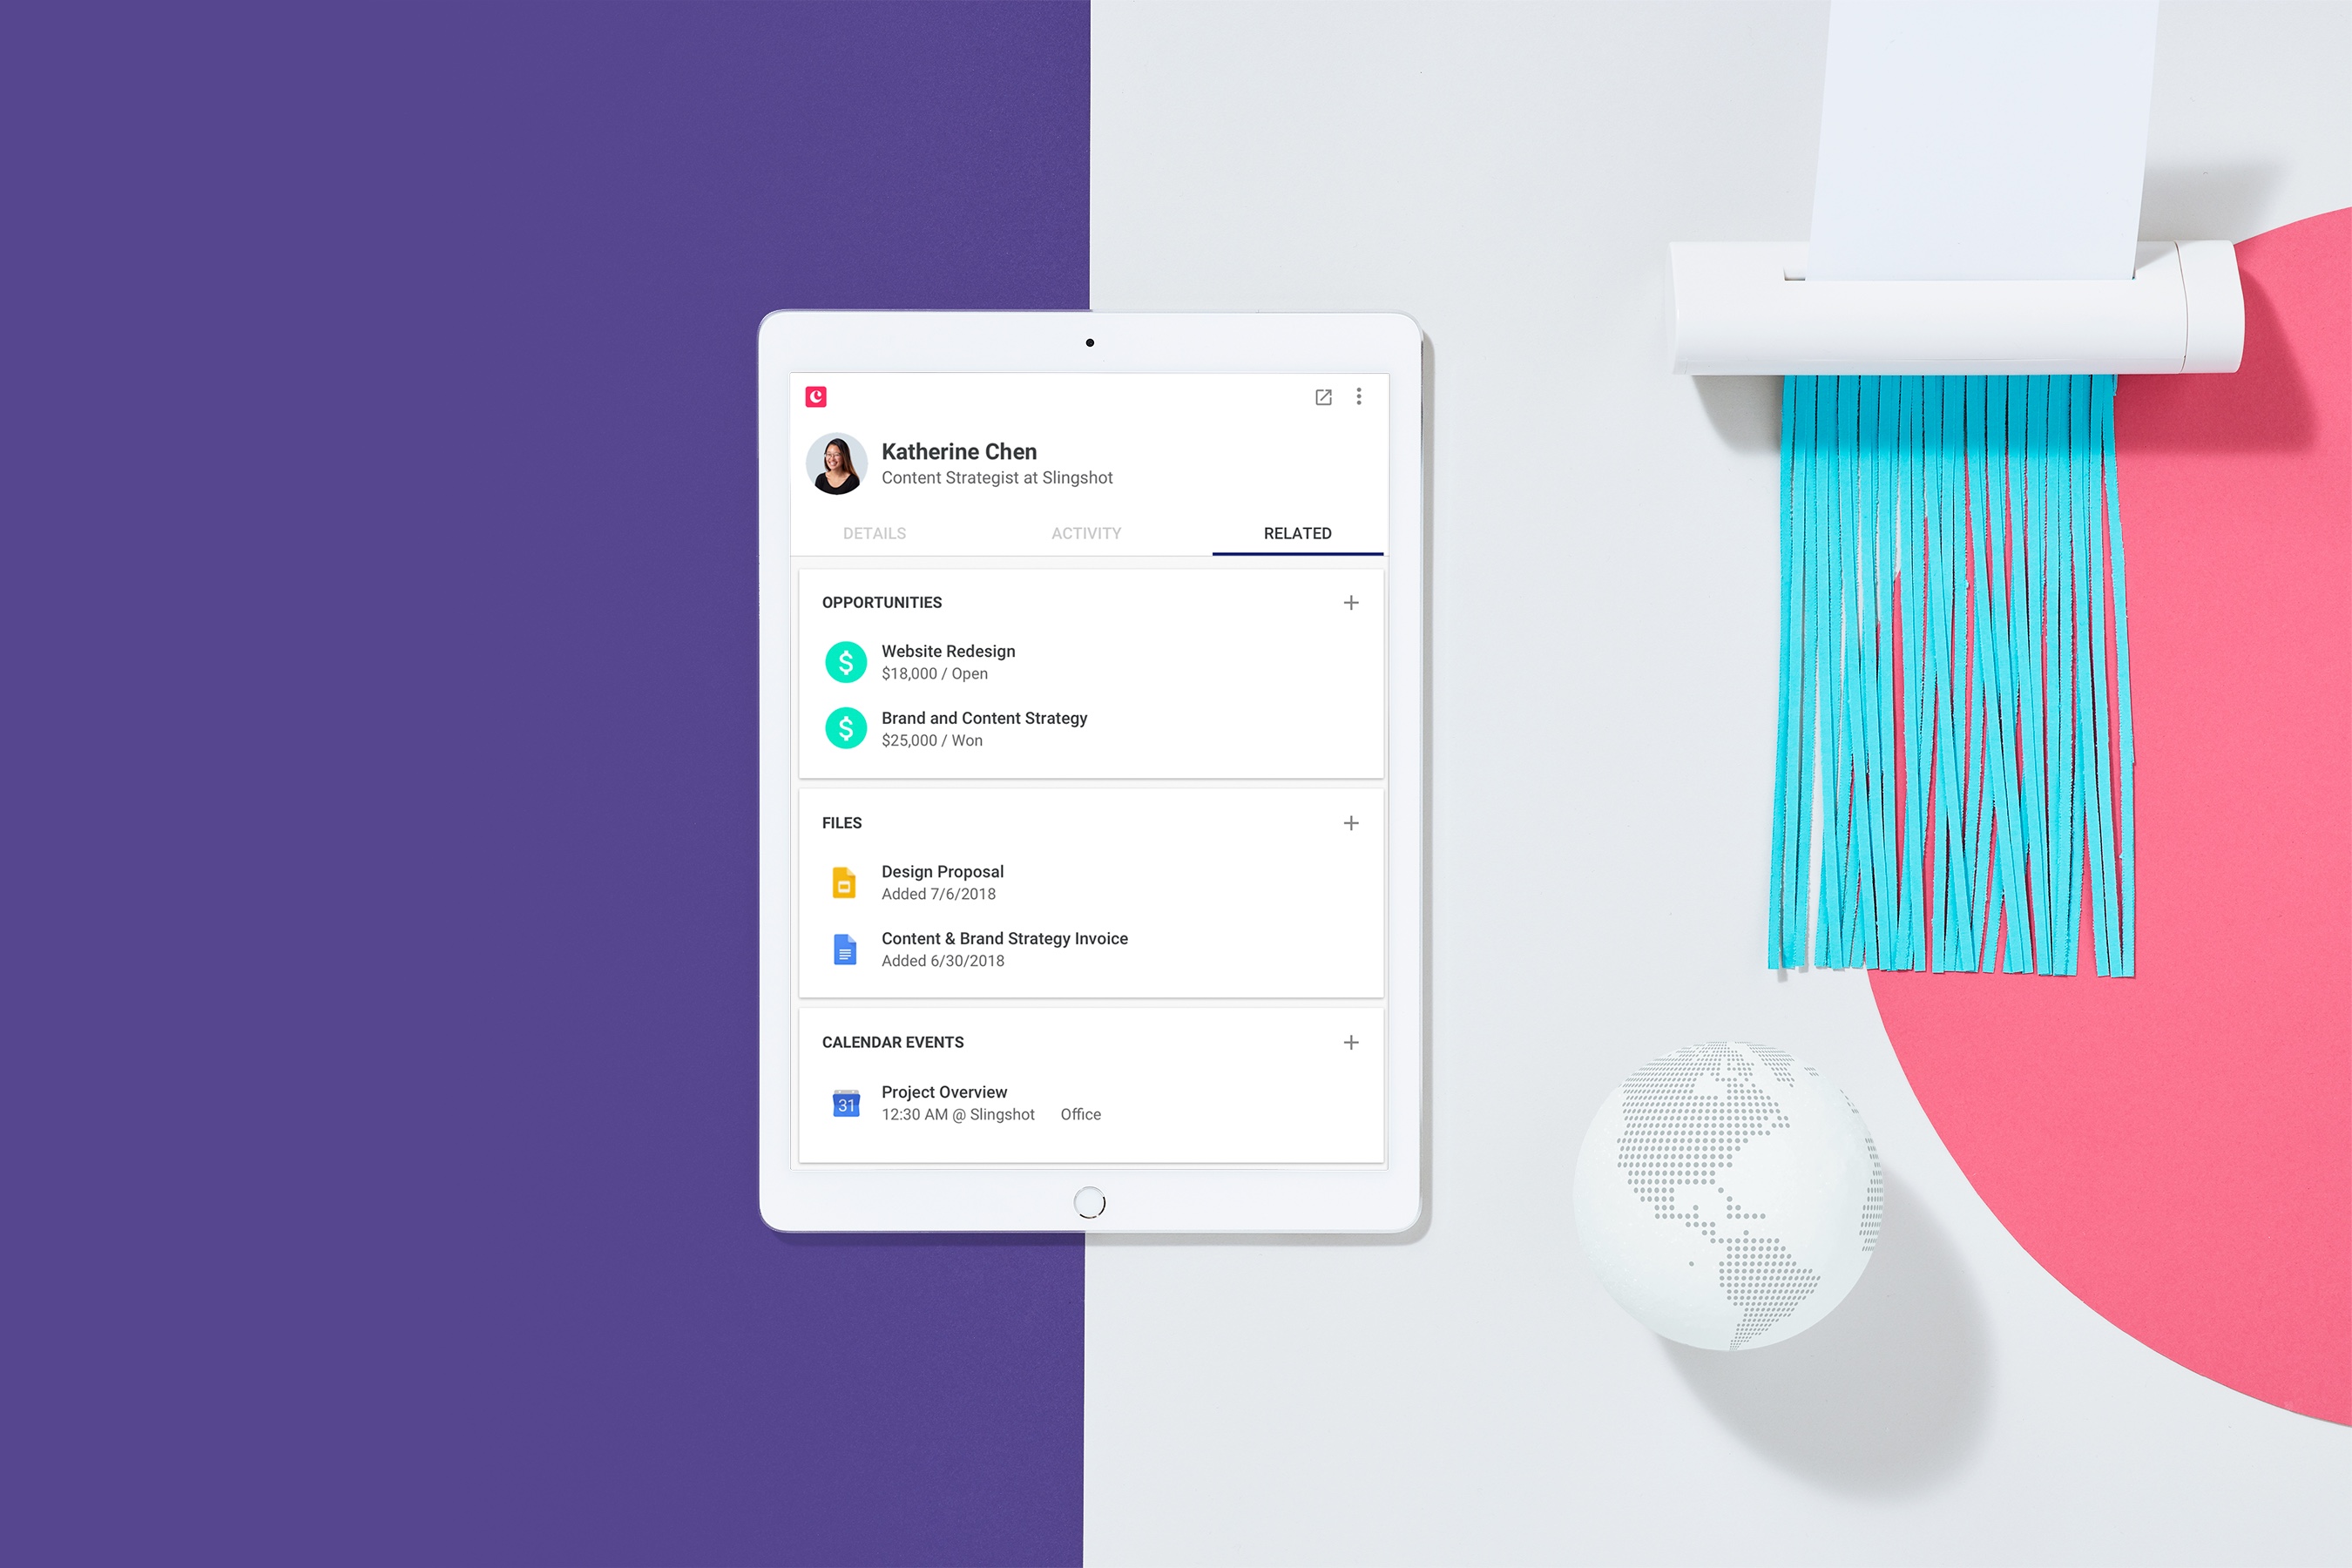 Katherine Chen
Content Strategist at Slingshot
DETAILS ACTIVITY RELATED
OPPORTUNITIES
Website Redesign
$18,000 / Open
Brand and Content Strategy
$25,000 / Won
FILES
Design Proposal
Added 7/6/2018
Content & Brand Strategy Invoice
Added 6/30/2018
CALENDAR EVENTS
31
Project Overview
12:30 AM @ Slingshot Office